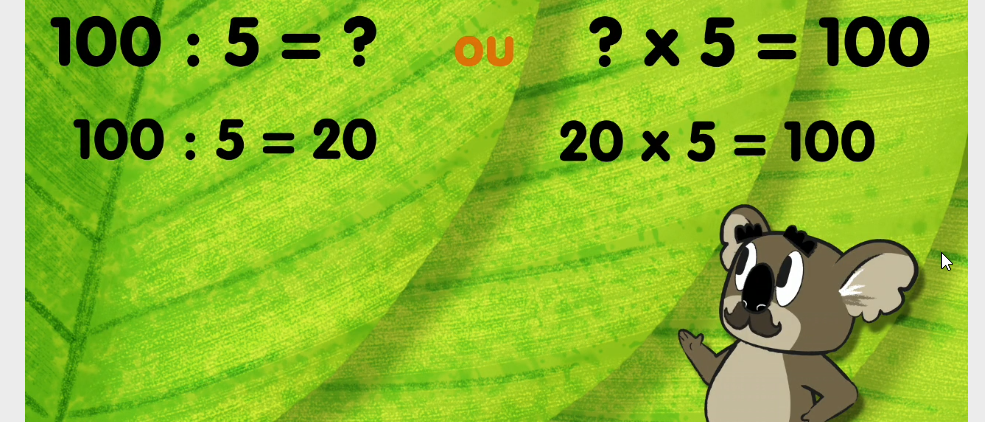 100 : 5 = ? ou ? x 5 = 100
100 : 5 = 20 20 x 5 = 100